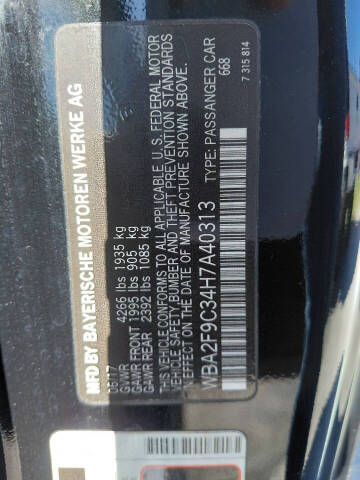 MFD BY BAYERISCHE MOTOREN WERKE AG
06/17
GVWR 4266 lbs 1935 kg
GAWR FRONT 1995 lbs 905 kg
GAWR REAR 2392 lbs 1085 kg
THIS VEHICLE CONFORMS TO ALL APPLICABLE U.S. FEDERAL MOTOR
VEHICLE SAFETY,BUMPER,AND THEFT PREVENTION STANDARDS
IN EFFECT ON THE DATE OF MANUFACTURE SHOWN ABOVE.
WBA2F9C34H7A40313 TYPE: PASSENGER CAR
668
7 315 814